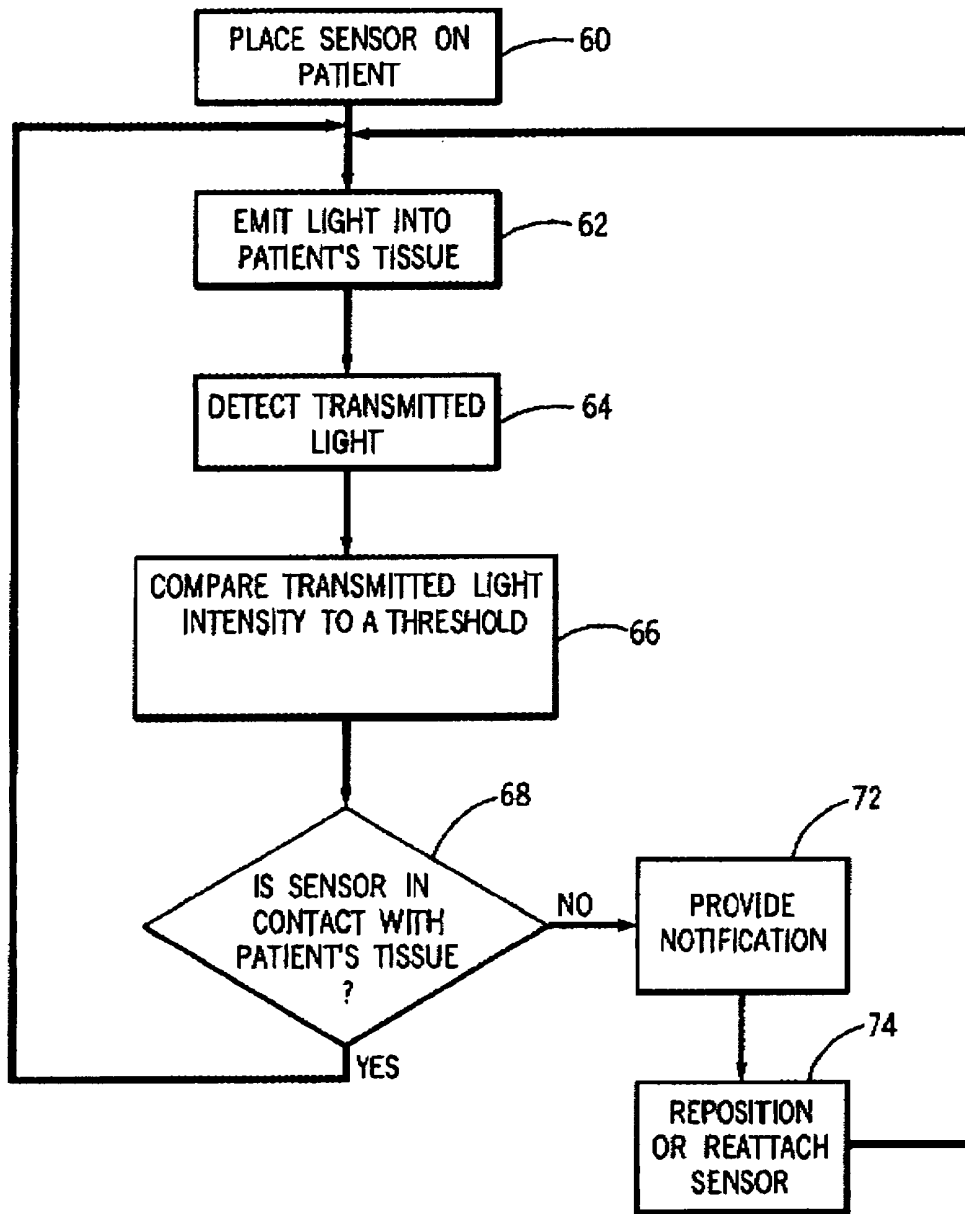 PLACE SENSOR ON
PATIENT
60
EMIT LIGHT INTO
PATIENT'S TISSUE
62
DETECT TRANSMITTED
LIGHT
64
COMPARE TRANSMITTED LIGHT
INTENSITY TO A THRESHOLD
66
68
IS SENSOR IN
CONTACT WITH
PATIENT'S TISSUE
?
NO
YES
72
PROVIDE
NOTIFICATION
74
REPOSITION
OR REATTACH
SENSOR